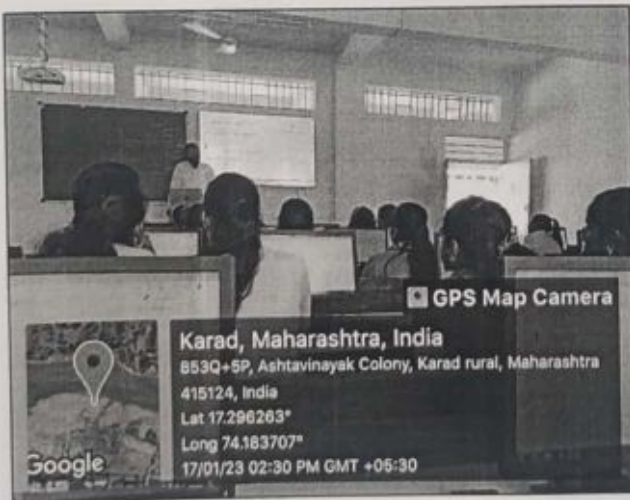 GPS Map Camera
Karad, Maharashtra, India
853Q+5P, Ashtavinayak Colony, Karad rural, Maharashtra
415124, India
Lat 17.296263°
Long 74.183707°
17/01/23 02:30 PM GMT +05:30
Google